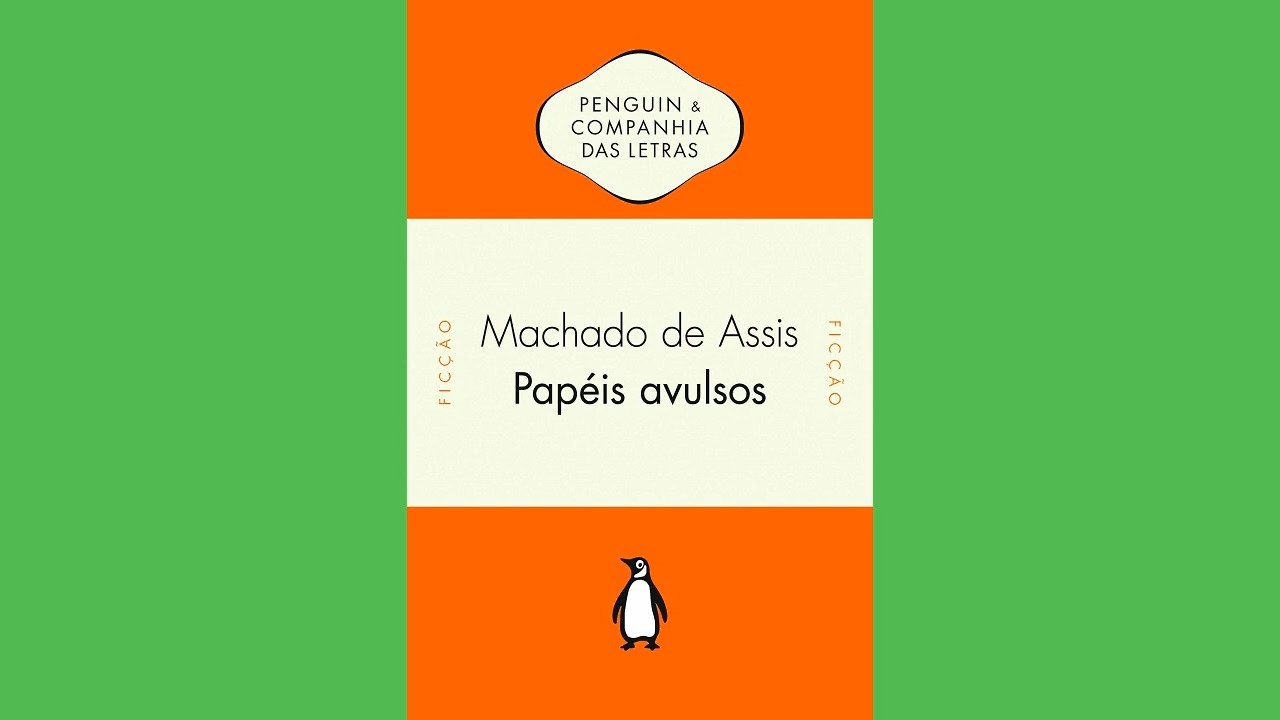 PENGUIN &
COMPANHIA
DAS LETRAS
FICÇÃO
Machado de Assis
Papéis avulsos
FICÇÃO